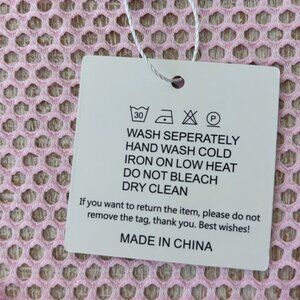 30
WASH SEPERATELY
HAND WASH COLD
IRON ON LOW HEAT
DO NOT BLEACH
DRY CLEAN
If you want to return the item, please do not
remove the tag, thank you. Best wishes!
MADE IN CHINA